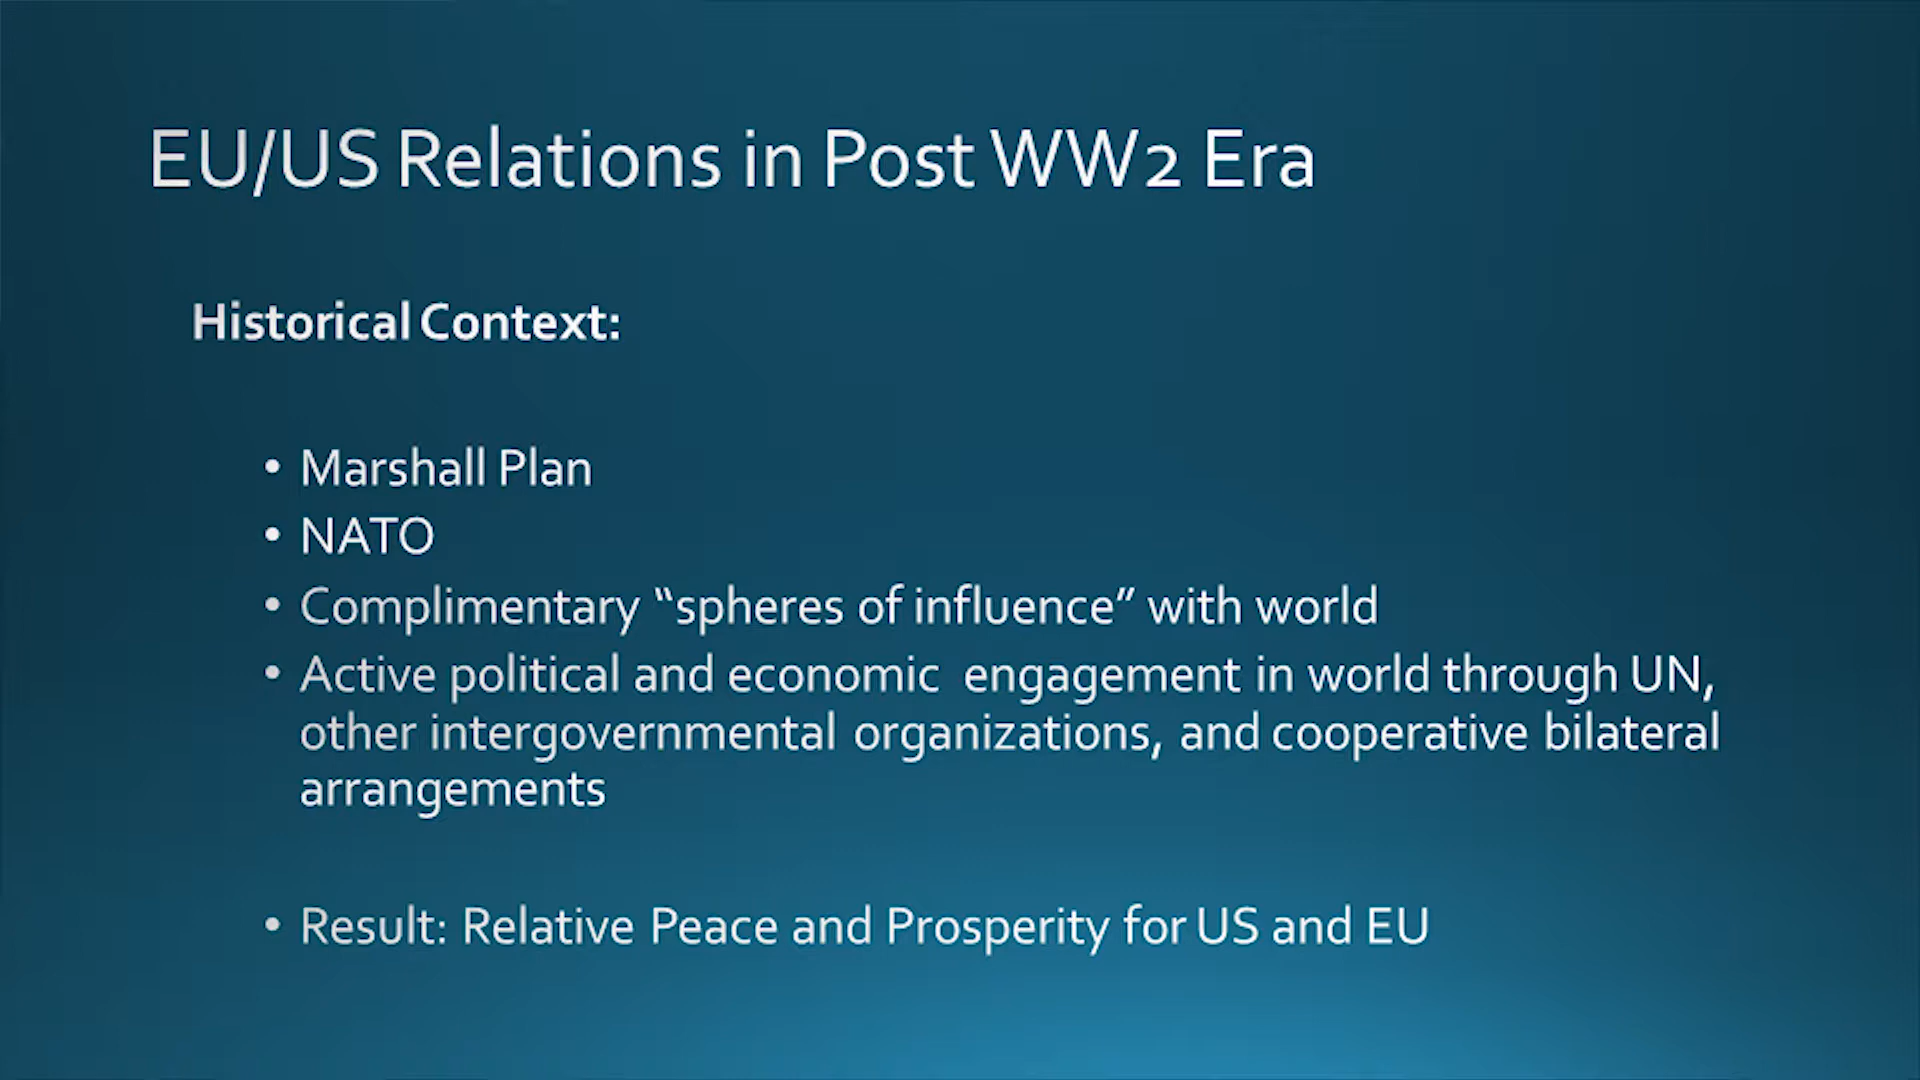 EU/US Relations in Post WW2 Era
Historical Context:
• Marshall Plan
• NATO
• Complimentary “spheres of influence” with world
• Active political and economic engagement in world through UN,
other intergovernmental organizations, and cooperative bilateral
arrangements
• Result: Relative Peace and Prosperity for US and EU